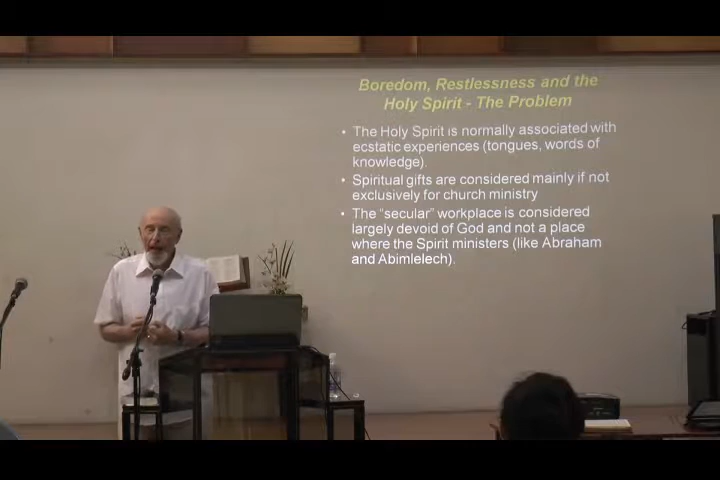 Boredom, Restlessness and the
Holy Spirit - The Problem
• The Holy Spirit is normally associated with
ecstatic experiences (tongues, words of
knowledge).
• Spiritual gifts are considered mainly if not
exclusively for church ministry
• The “secular” workplace is considered
largely devoid of God and not a place
where the Spirit ministers (like Abraham
and Abimlelech).